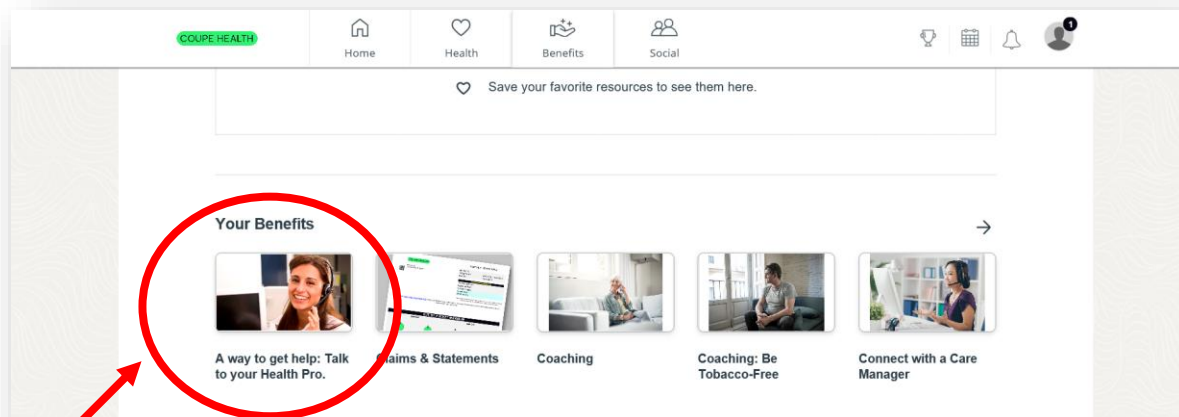 COUPE HEALTH
Home
Health
Benefits
Social
1
Save your favorite resources to see them here.
Your Benefits
A way to get help: Talk
to your Health Pro.
Claims & Statements
Coaching
Coaching: Be
Tobacco-Free
Connect with a Care
Manager